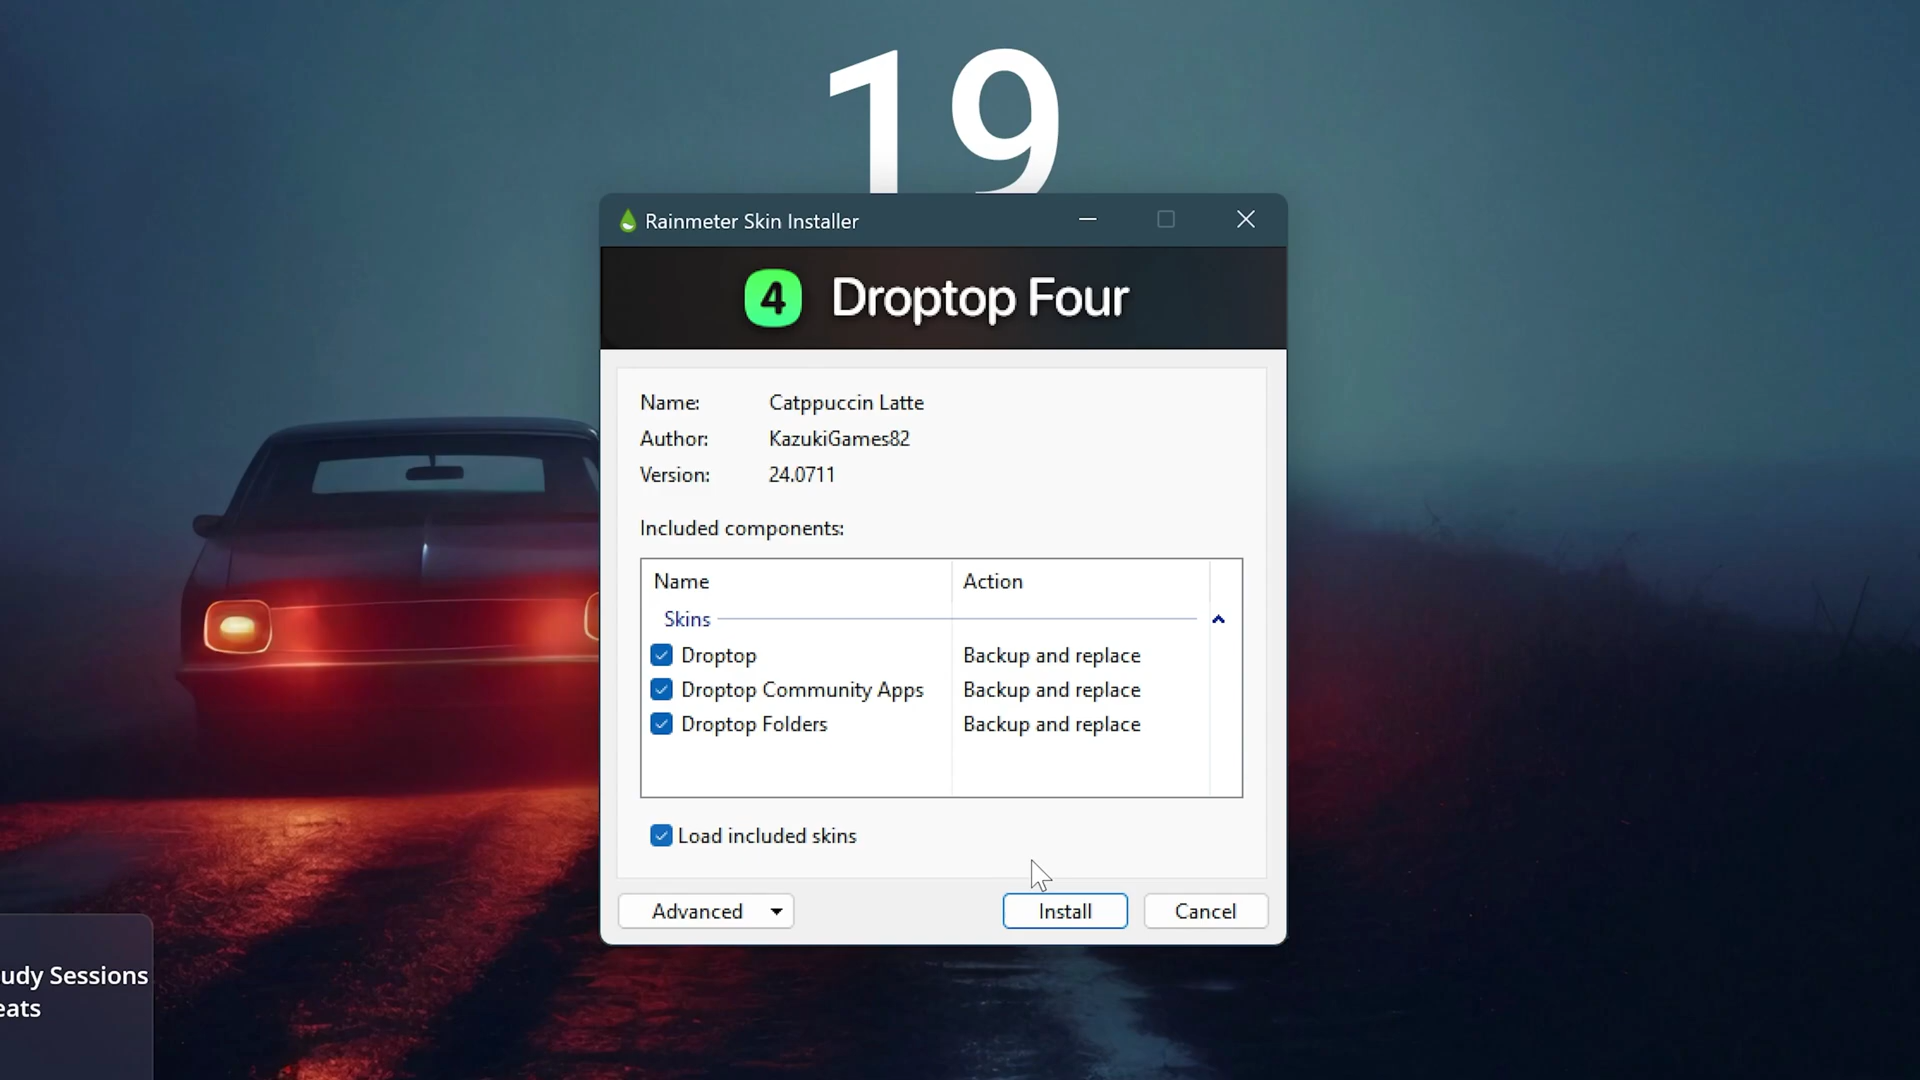 19
Rainmeter Skin Installer
4 Droptop Four
Name: Catppuccin Latte
Author: KazukiGames82
Version: 24.0711
Included components:
Name Action
Skins
Droptop Backup and replace
Droptop Community Apps Backup and replace
Droptop Folders Backup and replace
Load included skins
Advanced Install Cancel
udy Sessions
eats